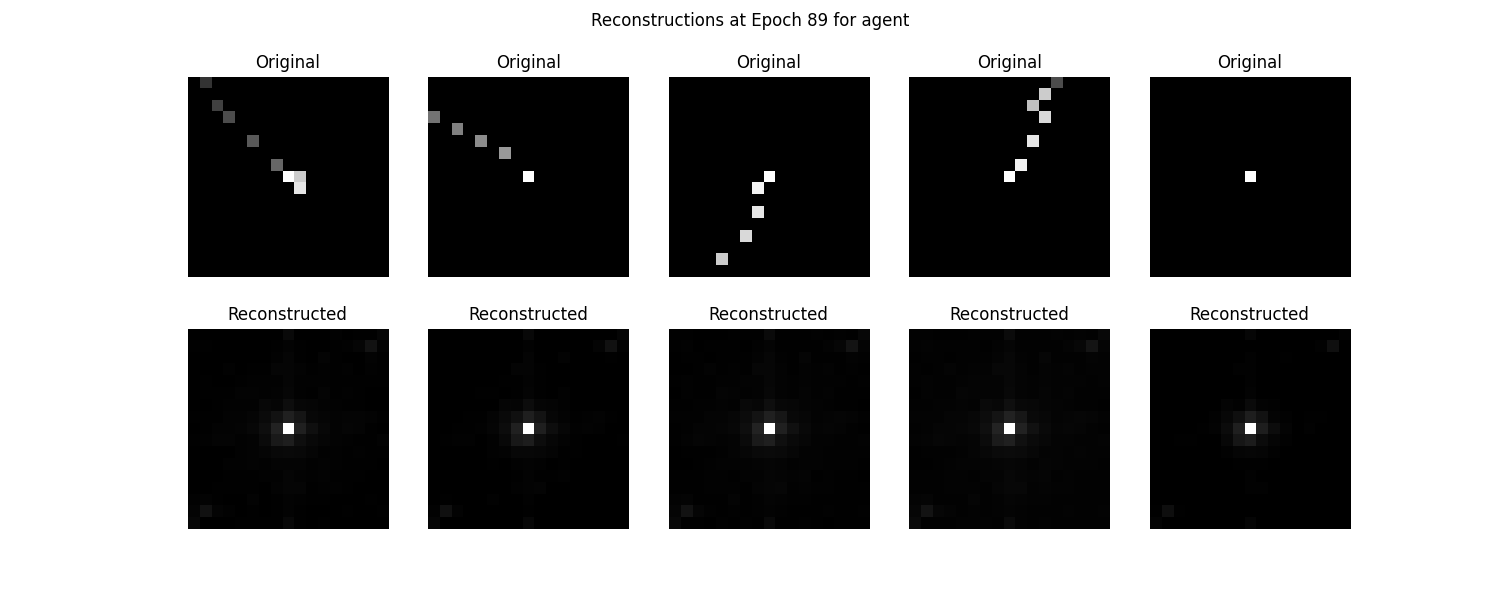 Reconstructions at Epoch 89 for agent
Original Original Original Original Original
Reconstructed Reconstructed Reconstructed Reconstructed Reconstructed